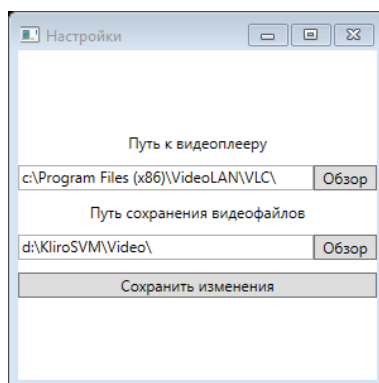 Настройки
Путь к видеоплееру
c:\Program Files (x86)\VideoLAN\VLC\ Обзор
Путь сохранения видеофайлов
d:\KliroSVM\Video\ Обзор
Сохранить изменения